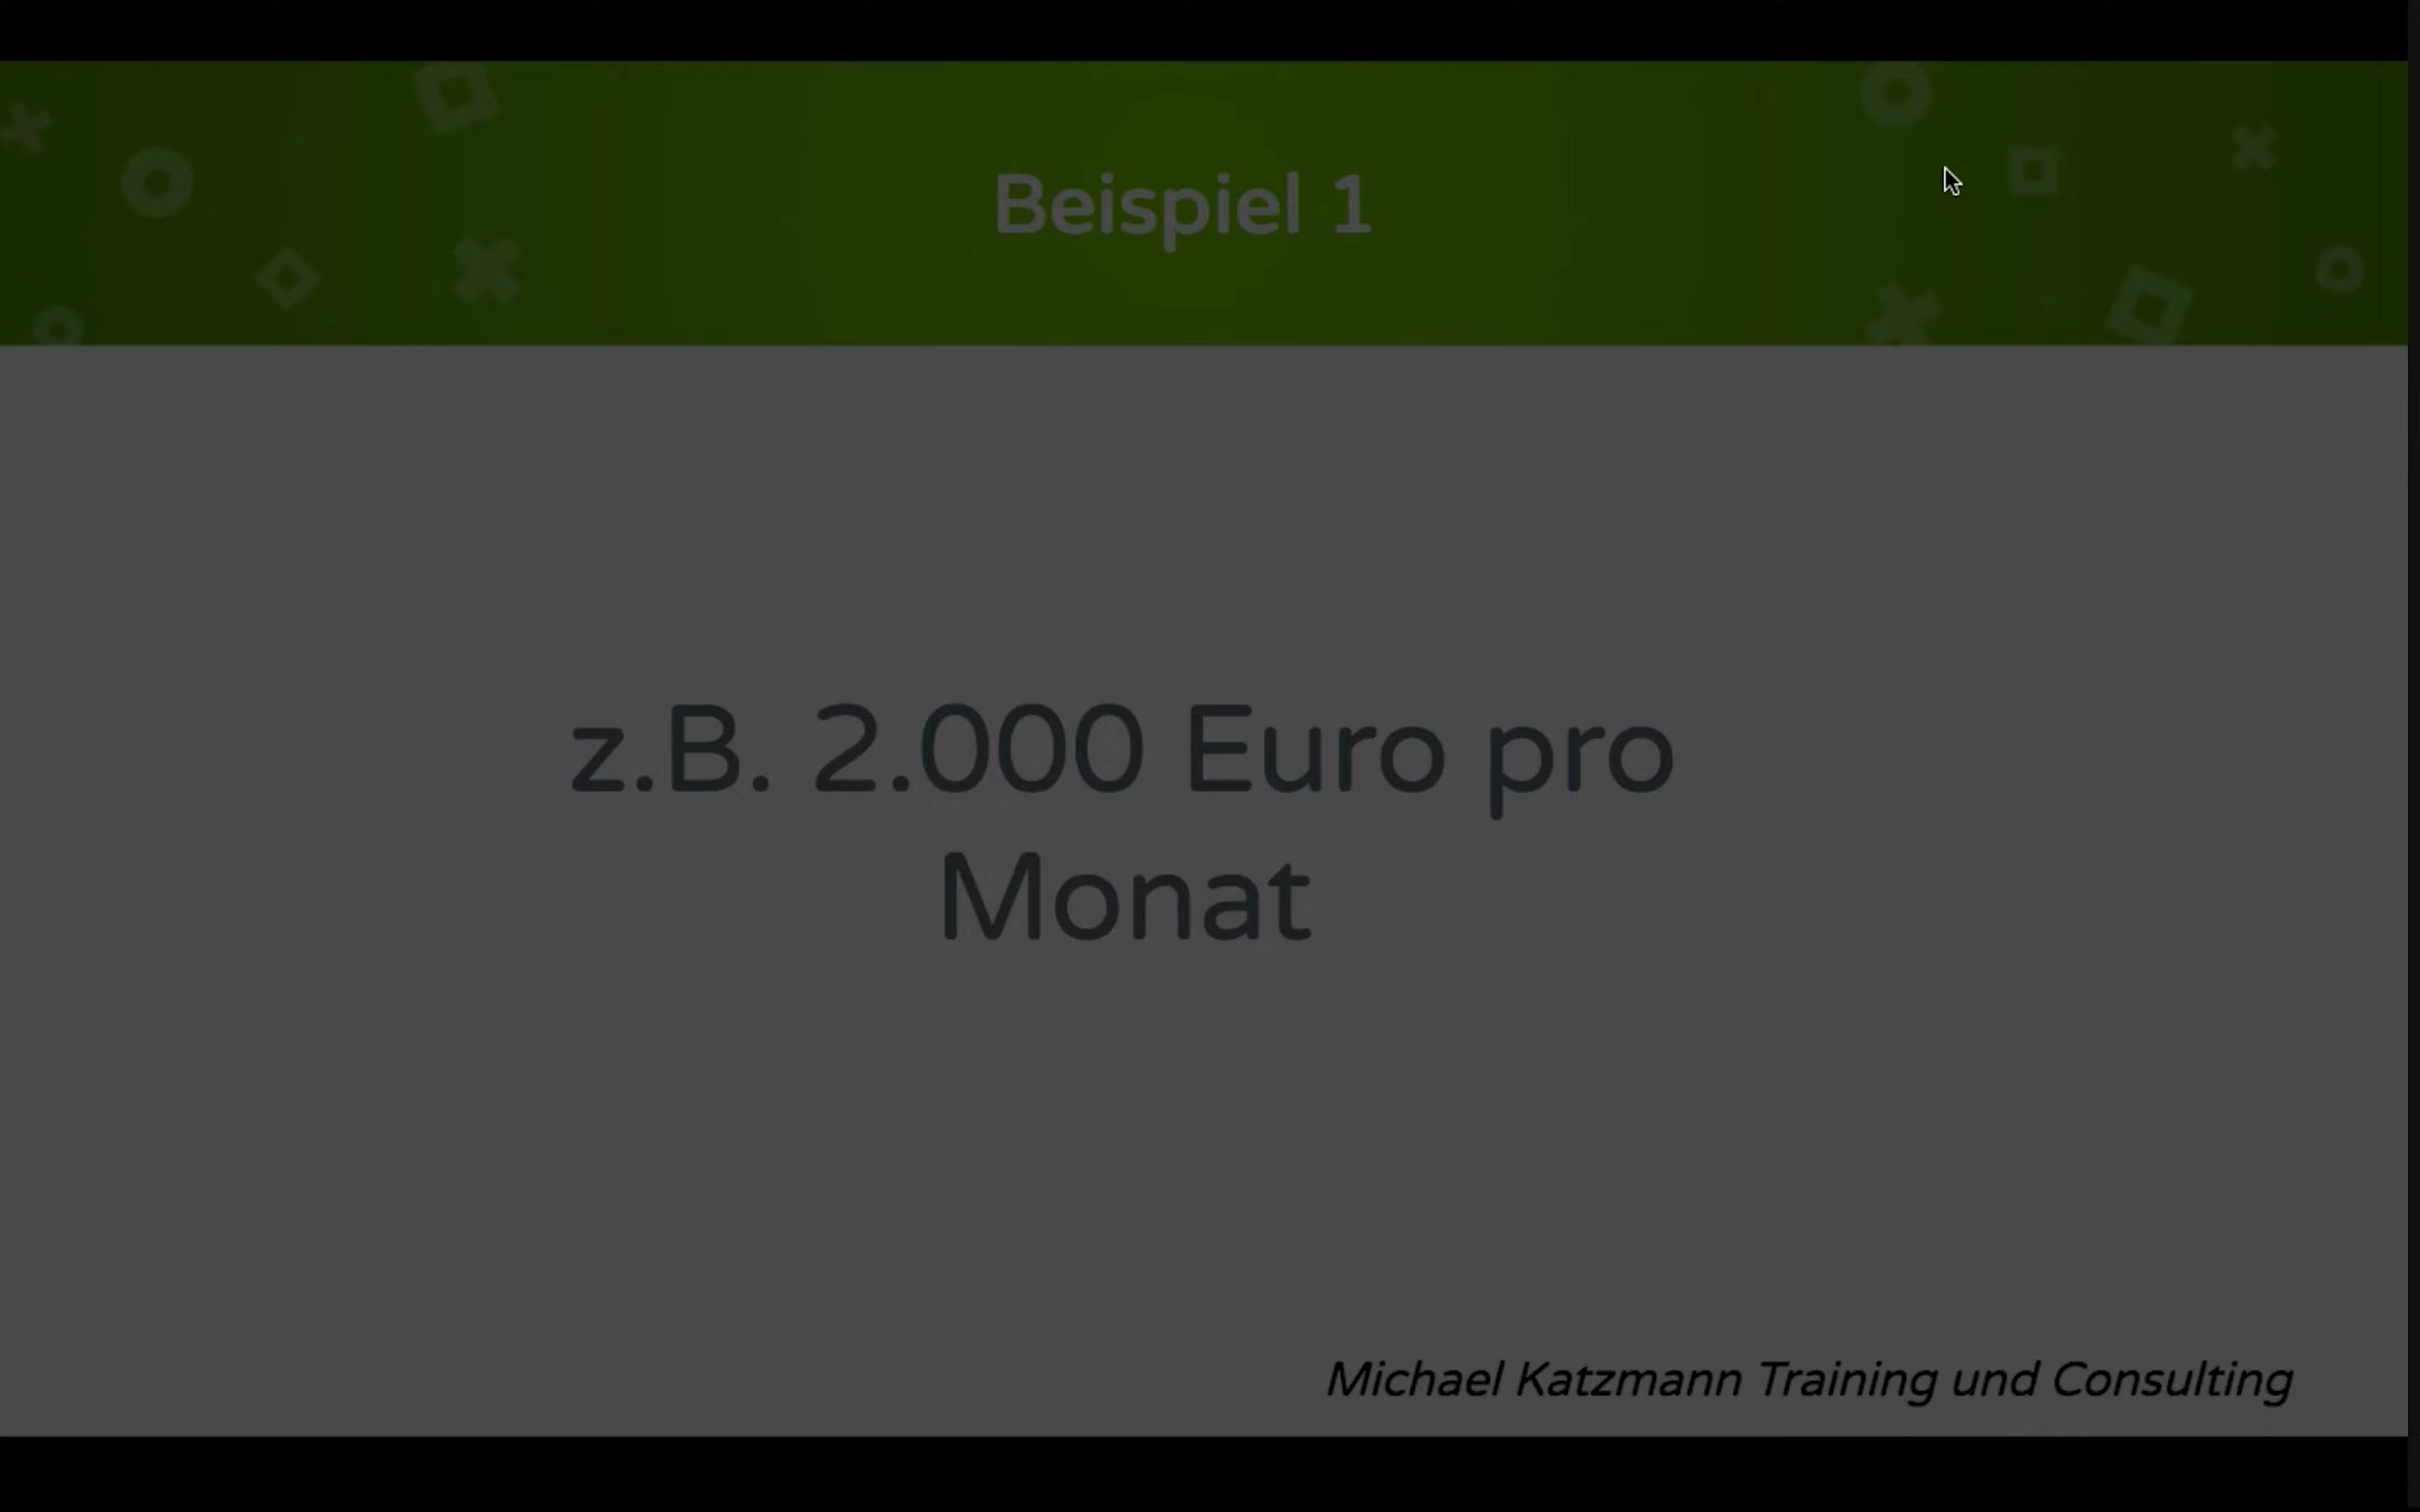 Beispiel 1
z.B. 2.000 Euro pro
Monat
Michael Katzmann Training und Consulting